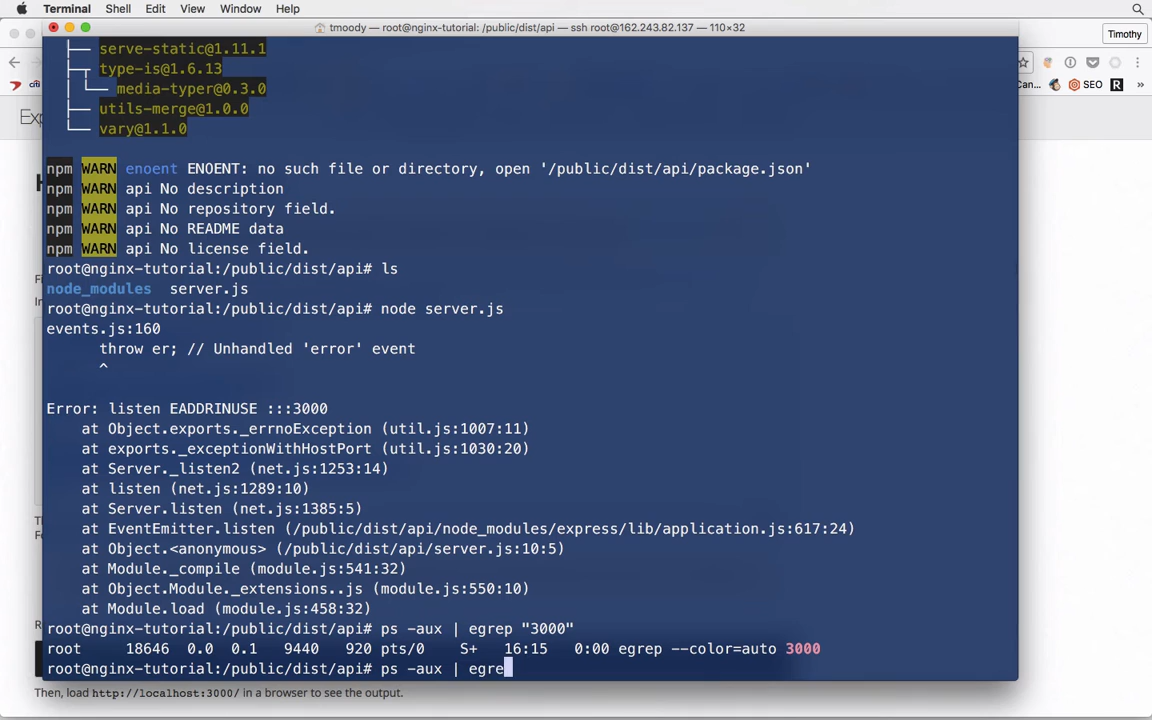 Terminal Shell Edit View Window Help
tmoody — root@nginx-tutorial: /public/dist/api — ssh root@162.243.82.137 — 110×32
Timothy
citi
Can...
SEO
R
»
├── serve-static@1.11.1
├─┬ type-is@1.6.13
│ └── media-typer@0.3.0
├── utils-merge@1.0.0
└── vary@1.1.0
npm WARN enoent ENOENT: no such file or directory, open '/public/dist/api/package.json'
npm WARN api No description
npm WARN api No repository field.
npm WARN api No README data
npm WARN api No license field.
root@nginx-tutorial:/public/dist/api# ls
node_modules server.js
root@nginx-tutorial:/public/dist/api# node server.js
events.js:160
throw er; // Unhandled 'error' event
^
Error: listen EADDRINUSE :::3000
at Object.exports._errnoException (util.js:1007:11)
at exports._exceptionWithHostPort (util.js:1030:20)
at Server._listen2 (net.js:1253:14)
at listen (net.js:1289:10)
at Server.listen (net.js:1385:5)
at EventEmitter.listen (/public/dist/api/node_modules/express/lib/application.js:617:24)
at Object.<anonymous> (/public/dist/api/server.js:10:5)
at Module._compile (module.js:541:32)
at Object.Module._extensions..js (module.js:550:10)
at Module.load (module.js:458:32)
root@nginx-tutorial:/public/dist/api# ps -aux | egrep "3000"
root 18646 0.0 0.1 9440 920 pts/0 S+ 16:15 0:00 egrep --color=auto 3000
root@nginx-tutorial:/public/dist/api# ps -aux | egre
Then, load http://localhost:3000/ in a browser to see the output.